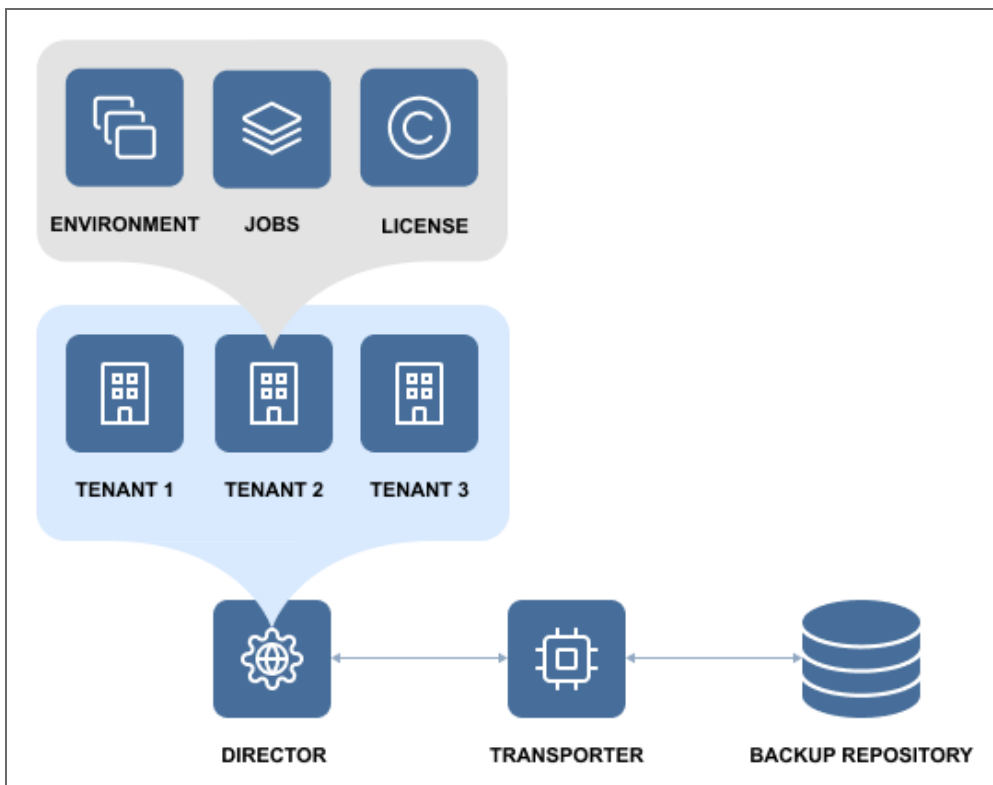 ENVIRONMENT JOBS LICENSE
TENANT 1 TENANT 2 TENANT 3
DIRECTOR TRANSPORTER BACKUP REPOSITORY